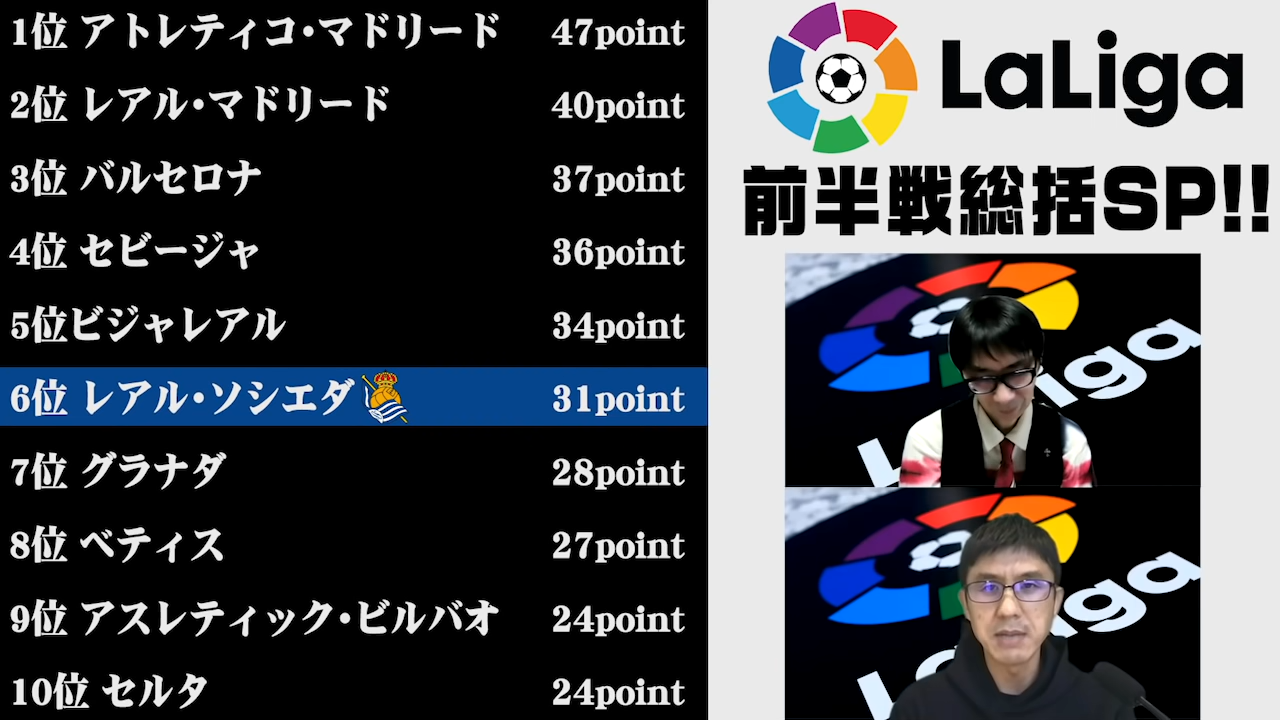 1位 アトレティコ・マドリード 47point
2位 レアル・マドリード 40point
3位 バルセロナ 37point
4位 セビージャ 36point
5位ビジャレアル 34point
6位 レアル・ソシエダ 31point
7位 グラナダ 28point
8位 ベティス 27point
9位 アスレティック・ビルバオ 24point
10位 セルタ 24point
LaLiga
前半戦総括SP!!